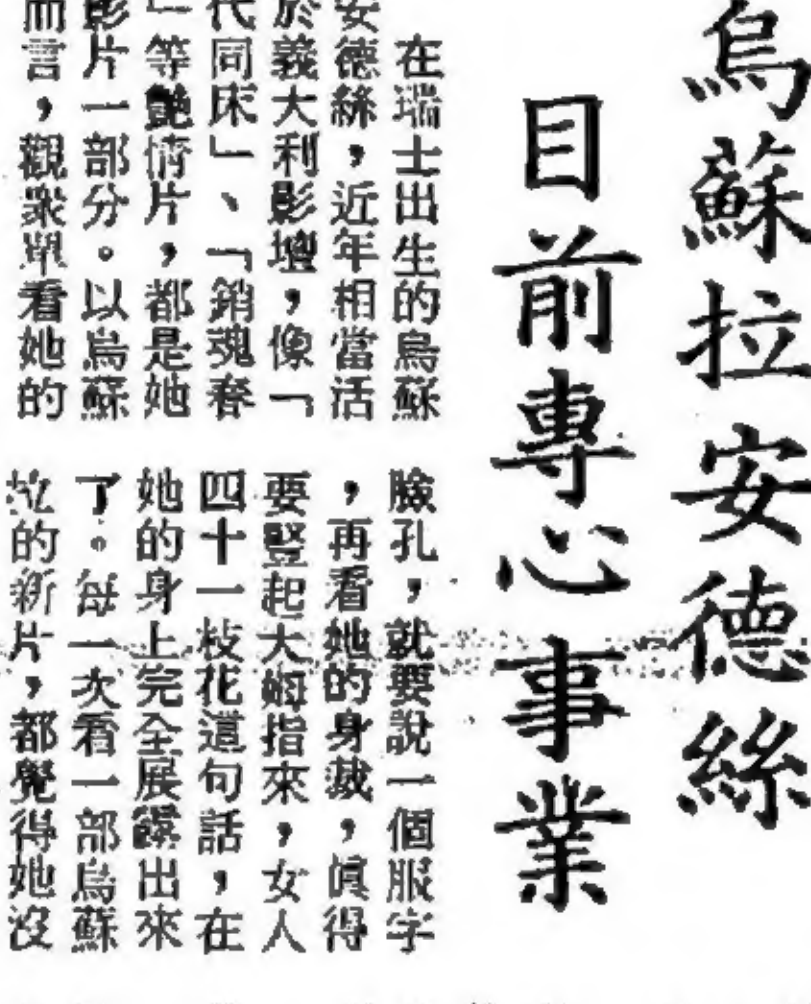 烏蘇拉安德絲
目前專心事業
在瑞士出生的烏蘇
安德絲，近年相當活
於義大利影壇，像「
代同床」、「銷魂春
」等艷情片，都是她
影片一部分。以烏蘇
而言，觀眾單看她的
臉孔，就要說一個服字
，再看她的身裁，眞得
要豎起大姆指來，女人
四十一枝花這句話，在
她的身上完全展露出來
了。每一次看一部烏蘇
拉的新片，都覺得她沒